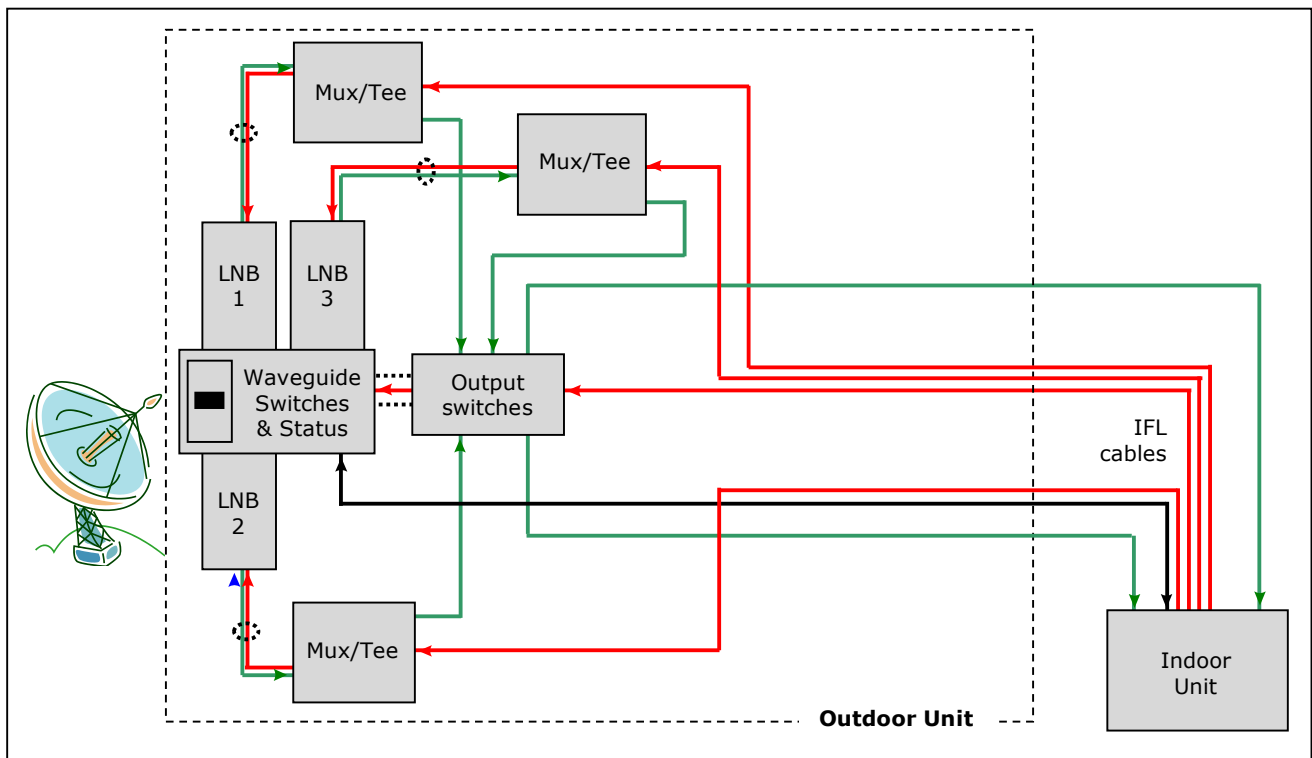 Mux/Tee
Mux/Tee
LNB
1
LNB
3
Waveguide
Switches
& Status
Output
switches
IFL
cables
LNB
2
Mux/Tee
Indoor
Unit
Outdoor Unit